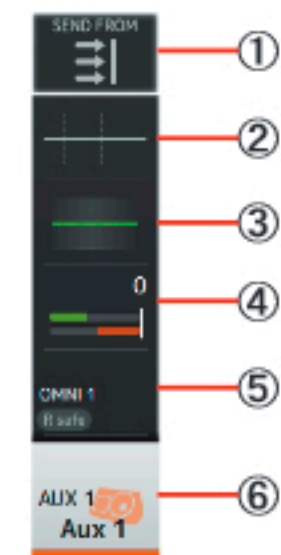 SEND FROM
①
②
③
0
④
OMNI 1
⑤
R safe
AUX 1
⑥
Aux 1